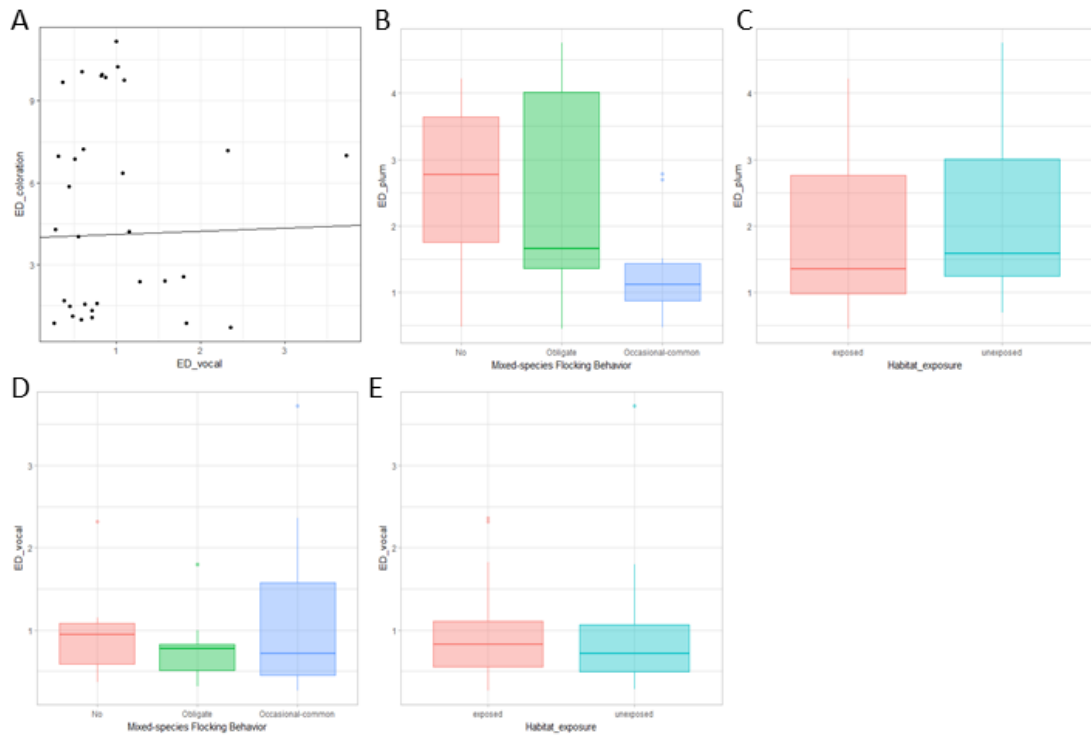 A
ED_coloration
9
6
3
1
2
3
ED_vocal
B
ED_plum
4
3
2
1
No
Obligate
Occasional-common
Mixed-species Flocking Behavior
C
ED_plum
4
3
2
1
exposed
unexposed
Habitat_exposure
D
ED_vocal
3
2
1
No
Obligate
Occasional-common
Mixed-species Flocking Behavior
E
ED_vocal
3
2
1
exposed
unexposed
Habitat_exposure